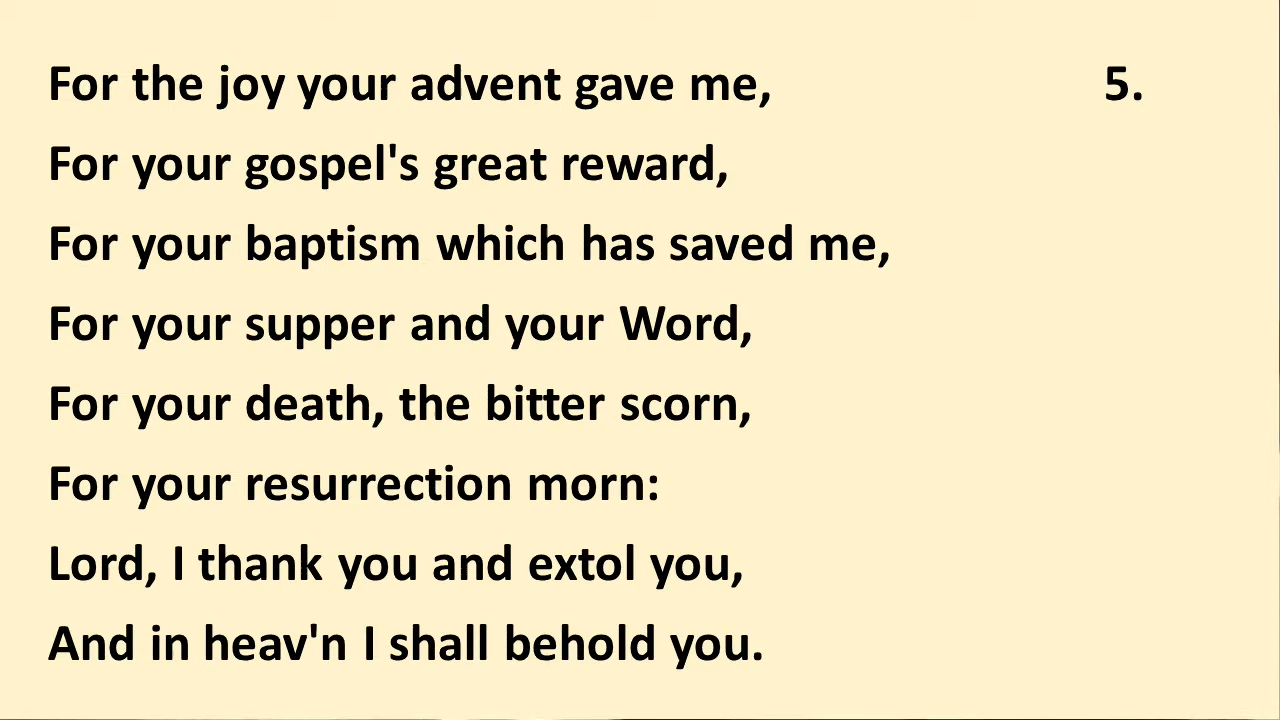 For the joy your advent gave me, 5.
For your gospel's great reward,
For your baptism which has saved me,
For your supper and your Word,
For your death, the bitter scorn,
For your resurrection morn:
Lord, I thank you and extol you,
And in heav'n I shall behold you.